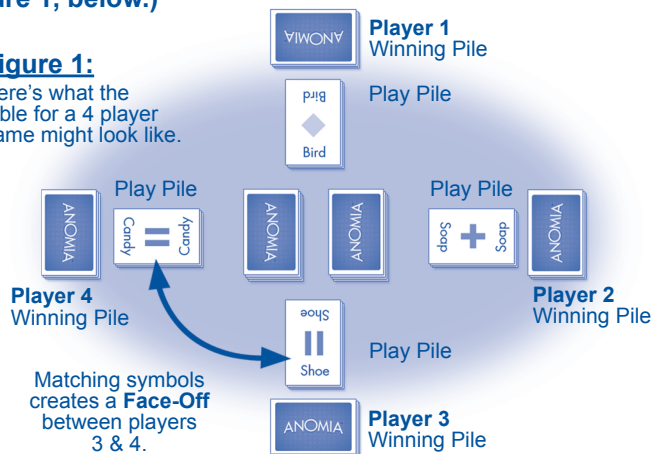 ure 1, below.)
igure 1:
ere's what the
ble for a 4 player
ame might look like.
ANOMIA
Player 1
Winning Pile
Bird
Bird
Play Pile
Play Pile
Play Pile
ANOMIA
Candy
Candy
ANOMIA
ANOMIA
Soap
Soap
ANOMIA
Player 4
Winning Pile
Player 2
Winning Pile
Shoe
Shoe
Play Pile
Matching symbols
creates a Face-Off
between players
3 & 4.
ANOMIA
Player 3
Winning Pile